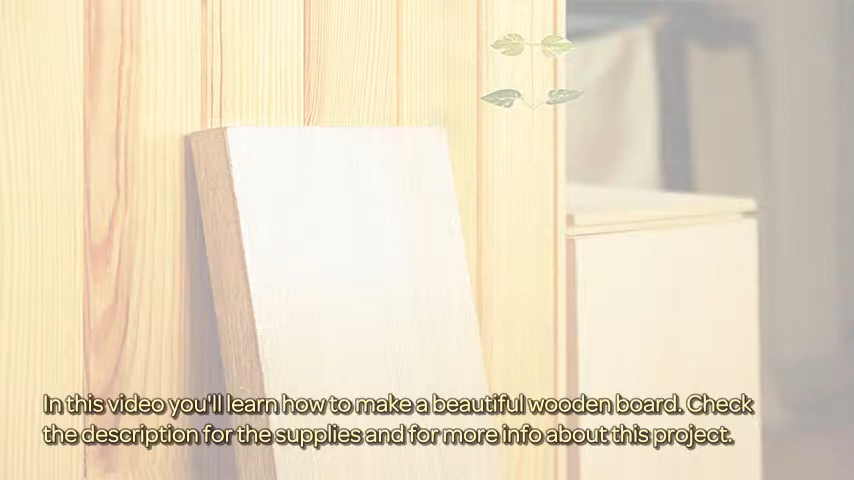 In this video you'll learn how to make a beautiful wooden board. Check
the description for the supplies and for more info about this project.